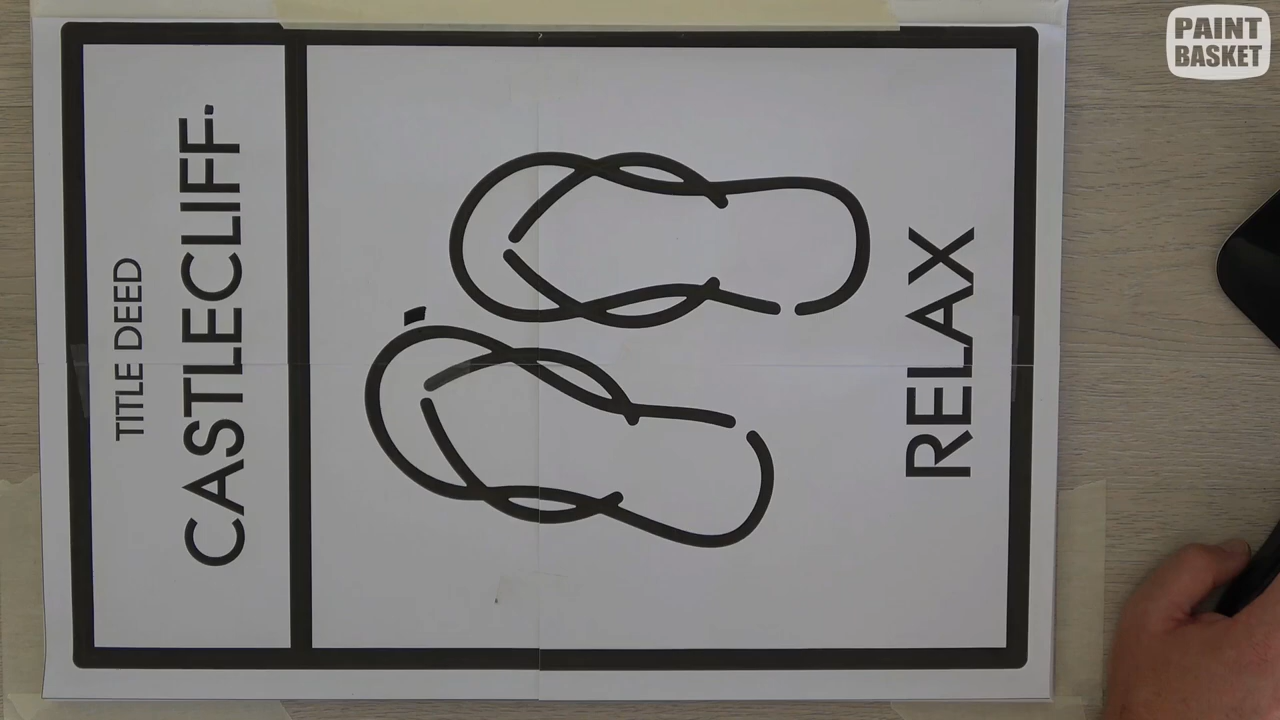 TITLE DEED
CASTLECLIFF.
RELAX
PAINT
BASKET